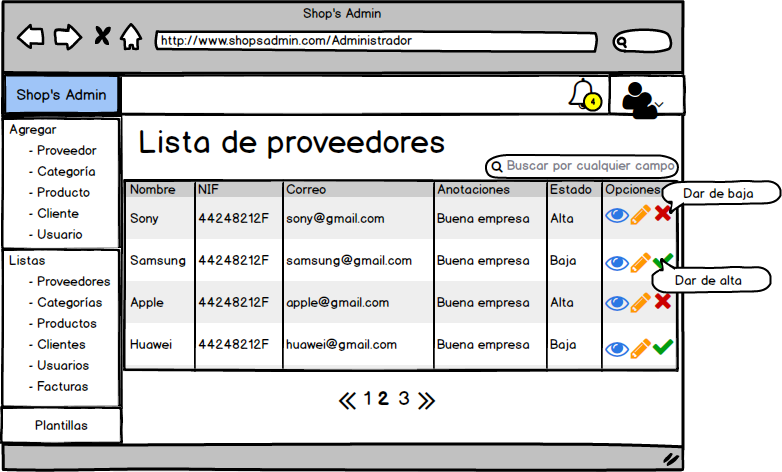 Shop's Admin
http://www.shopsadmin.com/Administrador
Shop's Admin
4
Agregar
- Proveedor
- Categoría
- Producto
- Cliente
- Usuario
Listas
- Proveedores
- Categorías
- Productos
- Clientes
- Usuarios
- Facturas
Plantillas
Lista de proveedores
Buscar por cualquier campo
Nombre NIF Correo Anotaciones Estado Opciones
Dar de baja
Sony 44248212F sony@gmail.com Buena empresa Alta
Samsung 44248212F samsung@gmail.com Buena empresa Baja
Dar de alta
Apple 44248212F apple@gmail.com Buena empresa Alta
Huawei 44248212F huawei@gmail.com Buena empresa Baja
« 1 2 3 »